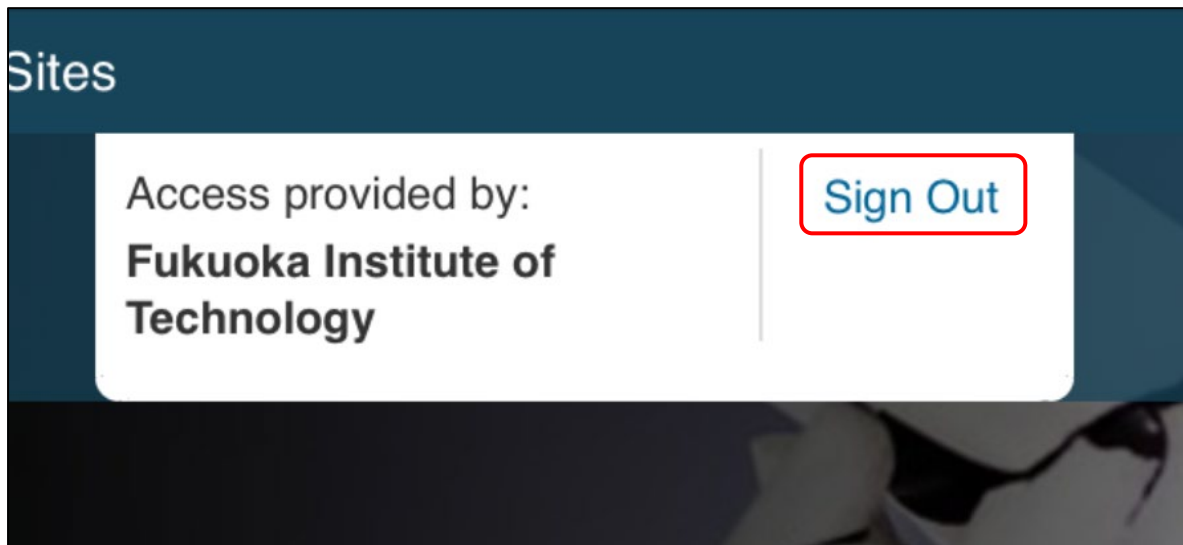 Sites
Access provided by:
Sign Out
Fukuoka Institute of
Technology